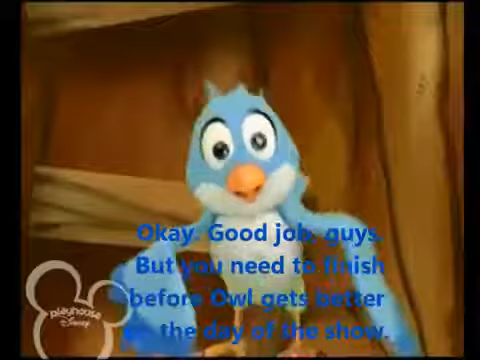 Okay. Good job, guys.
But you need to finish
before Owl gets better
the day of the show.
playhouse
Disney